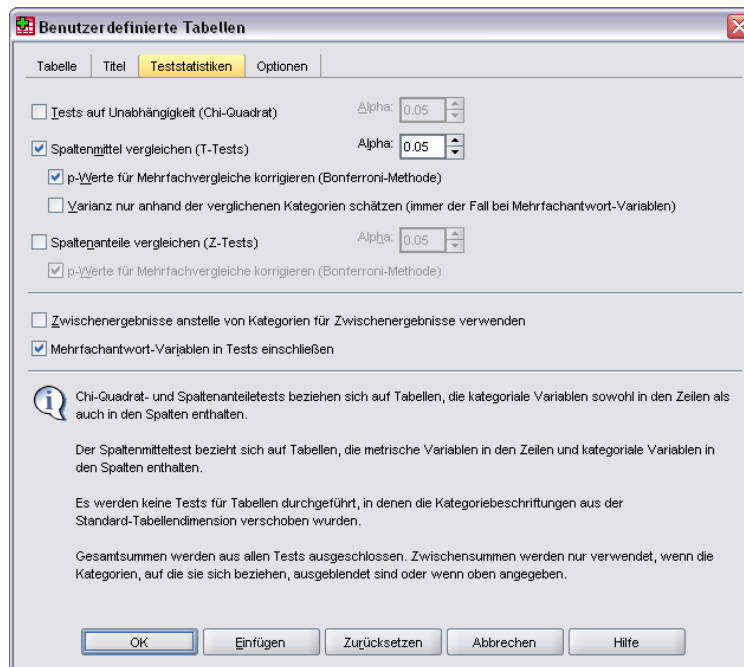 Benutzerdefinierte Tabellen
Tabelle Titel Teststatistiken Optionen
Tests auf Unabhängigkeit (Chi-Quadrat) Alpha: 0.05
Spaltenmittel vergleichen (T-Tests) Alpha: 0.05
p-Werte für Mehrfachvergleiche korrigieren (Bonferroni-Methode)
Varianz nur anhand der verglichenen Kategorien schätzen (immer der Fall bei Mehrfachantwort-Variablen)
Spaltenanteile vergleichen (Z-Tests) Alpha: 0.05
p-Werte für Mehrfachvergleiche korrigieren (Bonferroni-Methode)
Zwischenergebnisse anstelle von Kategorien für Zwischenergebnisse verwenden
Mehrfachantwort-Variablen in Tests einschließen
Chi-Quadrat- und Spaltenanteiletests beziehen sich auf Tabellen, die kategoriale Variablen sowohl in den Zeilen als
auch in den Spalten enthalten.
Der Spaltenmitteltest bezieht sich auf Tabellen, die metrische Variablen in den Zeilen und kategoriale Variablen in
den Spalten enthalten.
Es werden keine Tests für Tabellen durchgeführt, in denen die Kategoriebeschriftungen aus der
Standard-Tabellendimension verschoben wurden.
Gesamtsummen werden aus allen Tests ausgeschlossen. Zwischensummen werden nur verwendet, wenn die
Kategorien, auf die sie sich beziehen, ausgeblendet sind oder wenn oben angegeben.
OK Einfügen Zurücksetzen Abbrechen Hilfe